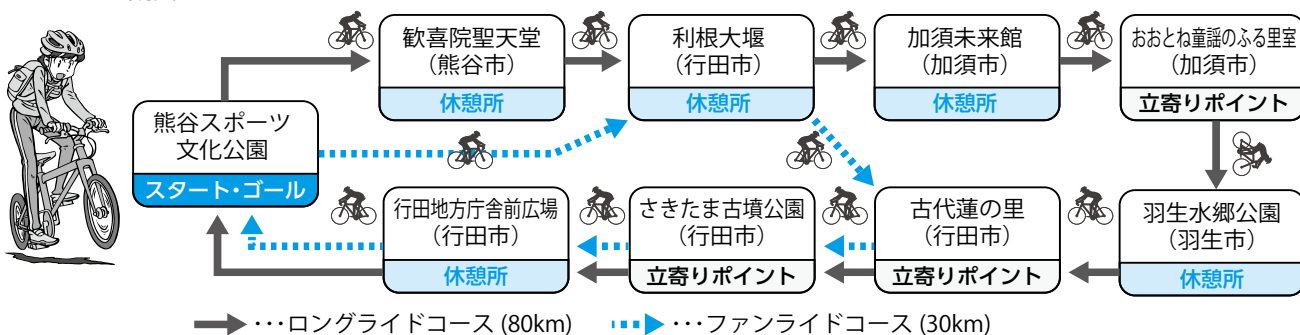 歓喜院聖天堂
(熊谷市)
休憩所
利根大堰
(行田市)
休憩所
加須未来館
(加須市)
休憩所
おおとね童謡のふる里室
(加須市)
立寄りポイント
熊谷スポーツ
文化公園
スタート・ゴール
行田地方庁舎前広場
(行田市)
休憩所
さきたま古墳公園
(行田市)
立寄りポイント
古代蓮の里
(行田市)
立寄りポイント
羽生水郷公園
(羽生市)
休憩所
・・・ロングライドコース (80km)
・・・ファンライドコース (30km)